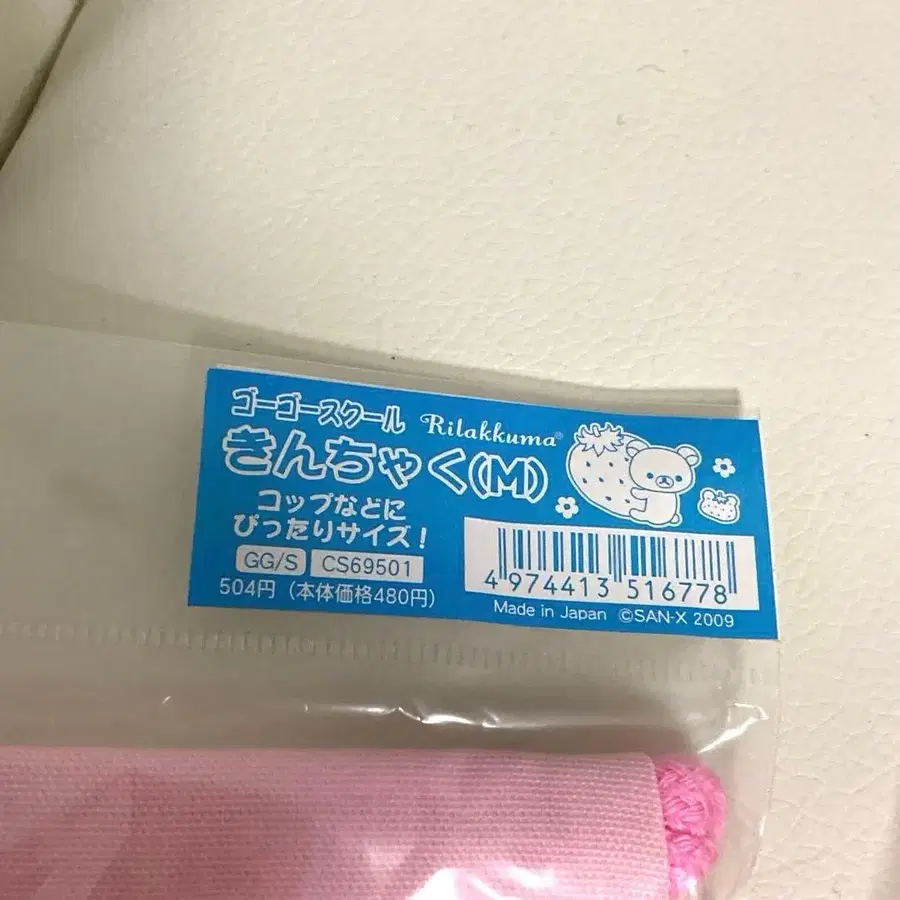 ゴーゴースクール Rilakkuma®
きんちゃく(M)
コップなどに
ぴったりサイズ!
GG/S CS69501
504円 (本体価格480円)
4 974413 516778
Made in Japan ©SAN-X 2009